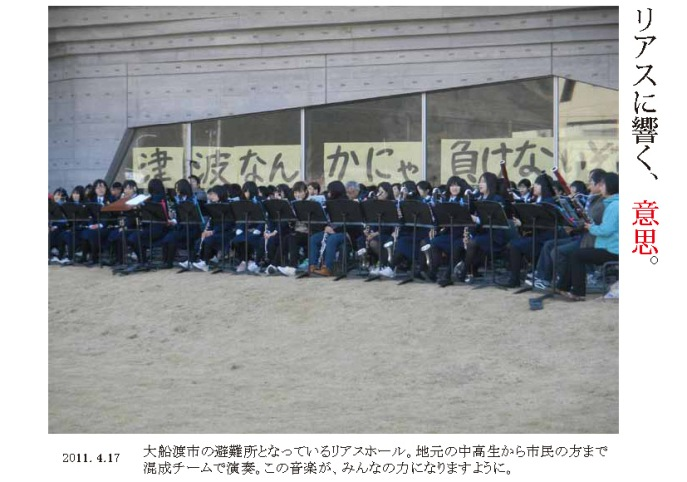 リアスに響く、意思。
津波なんかにゃ負けないぞ
2011. 4.17
大船渡市の避難所となっているリアスホール。地元の中高生から市民の方まで
混成チームで演奏。この音楽が、みんなの力になりますように。